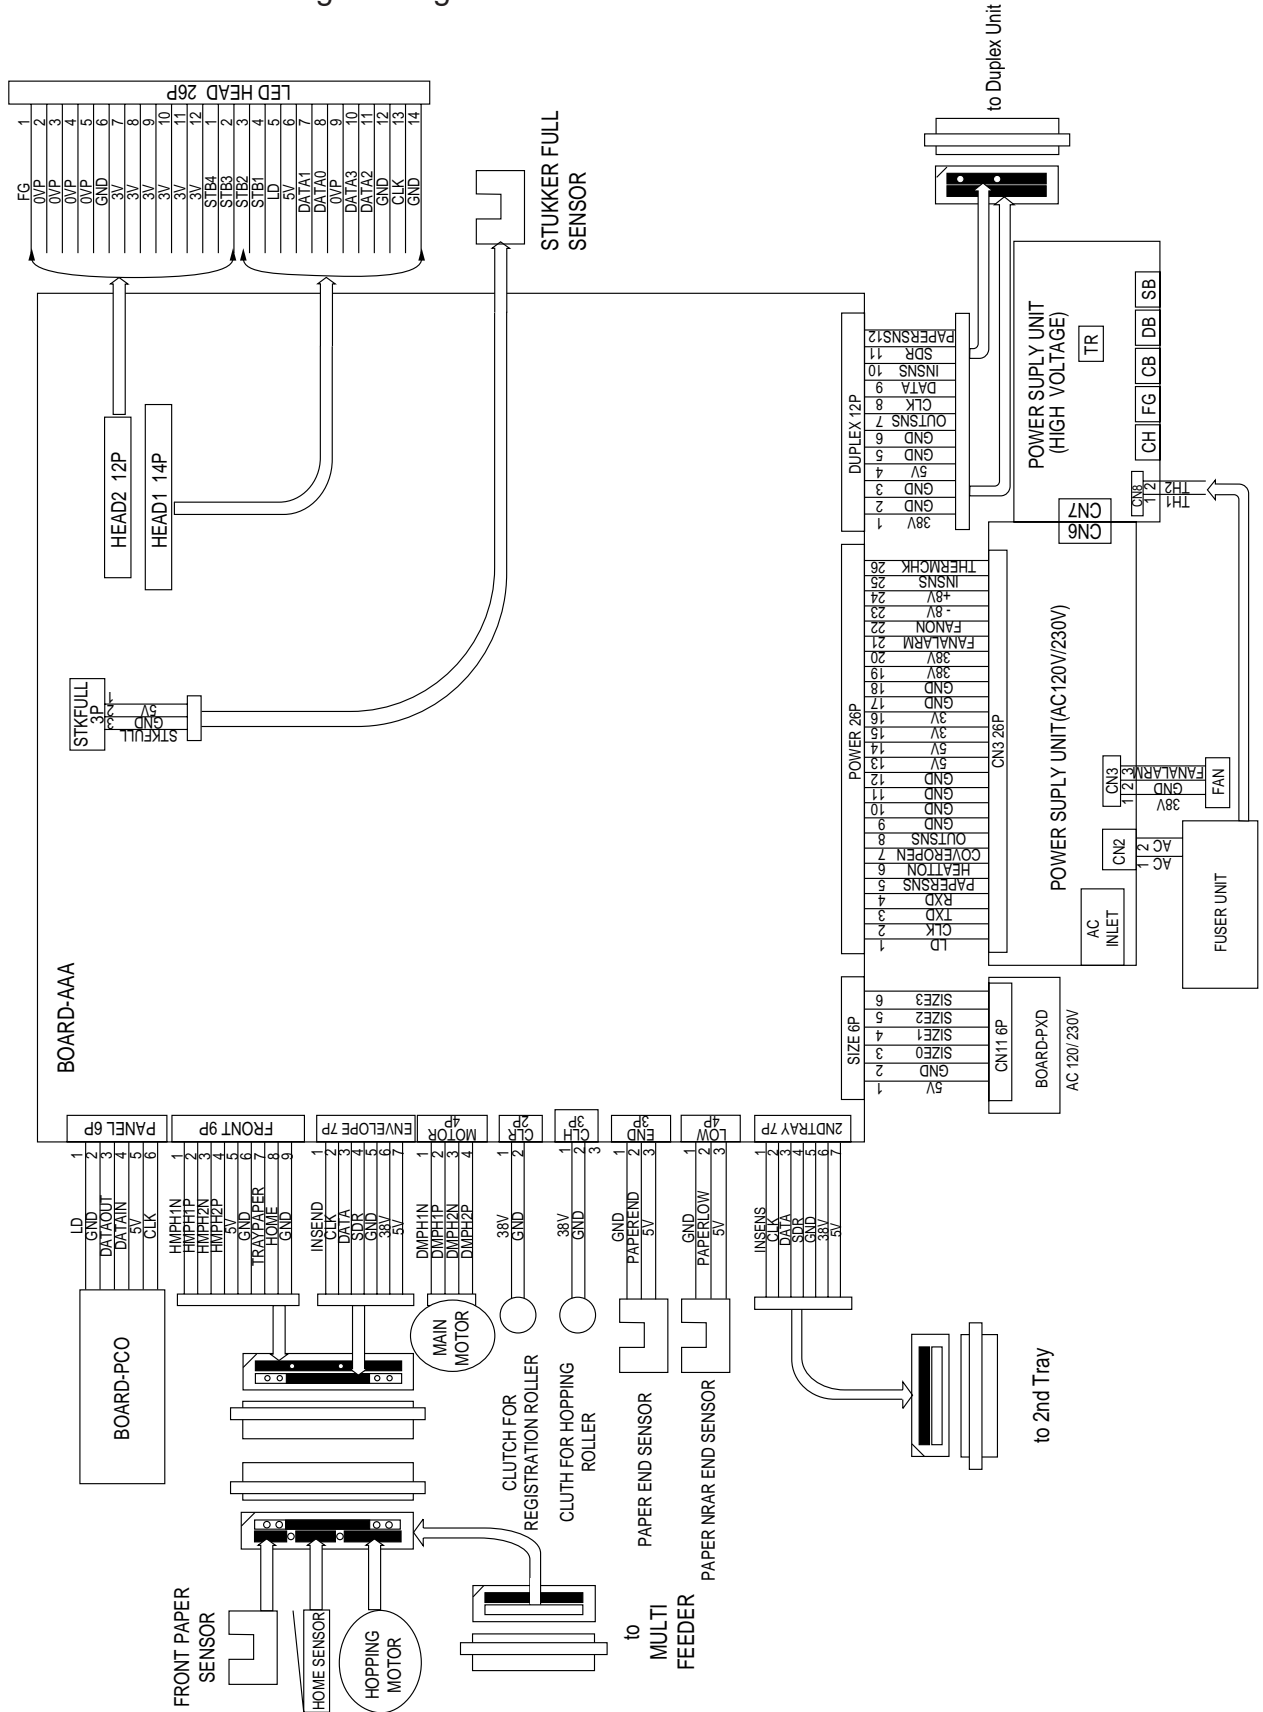 LED HEAD 26P
FG 1
0VP 2
0VP 3
0VP 4
0VP 5
GND 6
3V 7
3V 8
3V 9
3V 10
3V 11
3V 12
STB4 1
STB3 2
STB2 3
STB1 4
LD 5
5V 6
DATA1 7
DATA0 8
0VP 9
DATA3 10
DATA2 11
GND 12
CLK 13
GND 14
STUKKER FULL
SENSOR
to Duplex Unit
HEAD2 12P
HEAD1 14P
STKFULL
3P
1
2 5V
3 GND
STKFULL
BOARD-AAA
DUPLEX 12P
PAPERSNS12
11 SDR
10 INSNS
9 DATA
8 CLK
7 OUTSNS
6 GND
5 GND
4 5V
3 GND
2 GND
1 38V
POWER SUPLY UNIT
(HIGH VOLTAGE)
TR
CH
FG
CB
DB
SB
CN8
1 TH1
2 TH2
CN7
CN6
POWER 26P
26 THERMCHK
25 INSNS
24 +8V
23 - 8V
22 FANON
21 FANALARM
20 38V
19 38V
18 GND
17 GND
16 3V
15 3V
14 5V
13 5V
12 GND
11 GND
10 GND
9 GND
8 OUTSNS
7 COVEROPEN
6 HEATTON
5 PAPERSNS
4 RXD
3 TXD
2 CLK
1 LD
CN3 26P
POWER SUPLY UNIT(AC120V/230V)
CN3
1 2 3
FANALARM
GND
38V
FAN
CN2
1 AC
2 AC
AC
INLET
FUSER UNIT
SIZE 6P
6 SIZE3
5 SIZE2
4 SIZE1
3 SIZE0
2 GND
1 5V
CN11 6P
BOARD-PXD
AC 120/ 230V
PANEL 6P
LD 1
GND 2
DATAOUT 3
DATAIN 4
5V 5
CLK 6
BOARD-PCO
FRONT 9P
HMPH1N 1
HMPH1P 2
HMPH2N 3
HMPH2P 4
5V 5
GND 6
TRAYPAPER 7
HOME 8
GND 9
ENVELOPE 7P
INSEND 1
CLK 2
DATA 3
SDR 4
GND 5
38V 6
5V 7
MOTOR
4P
DMPH1N 1
DMPH1P 2
DMPH2N 3
DMPH2P 4
MAIN
MOTOR
CLR
2P
38V 1
GND 2
CLUTCH FOR
REGISTRATION ROLLER
CLH
3P
38V 1
GND 2
3
CLUTH FOR HOPPING
ROLLER
END
3P
GND 1
PAPEREND 2
5V 3
PAPER END SENSOR
LOW
4P
GND 1
PAPERLOW 2
5V 3
PAPER NRAR END SENSOR
2NDTRAY 7P
INSENS 1
CLK 2
DATA 3
SDR 4
GND 5
38V 6
5V 7
to 2nd Tray
FRONT PAPER
SENSOR
HOME SENSOR
HOPPING
MOTOR
to
MULTI
FEEDER